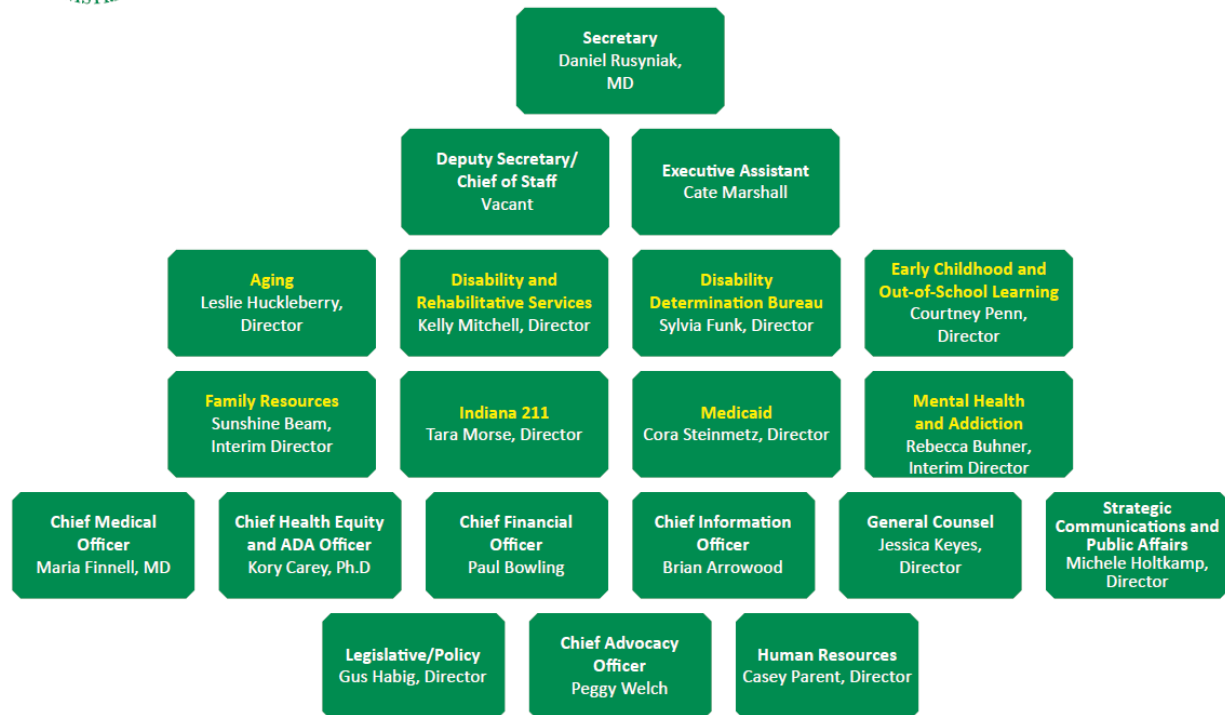 Secretary
Daniel Rusyniak,
MD
Deputy Secretary/
Chief of Staff
Vacant
Executive Assistant
Cate Marshall
Aging
Leslie Huckleberry,
Director
Disability and
Rehabilitative Services
Kelly Mitchell, Director
Disability
Determination Bureau
Sylvia Funk, Director
Early Childhood and
Out-of-School Learning
Courtney Penn,
Director
Family Resources
Sunshine Beam,
Interim Director
Indiana 211
Tara Morse, Director
Medicaid
Cora Steinmetz, Director
Mental Health
and Addiction
Rebecca Buhner,
Interim Director
Chief Medical
Officer
Maria Finnell, MD
Chief Health Equity
and ADA Officer
Kory Carey, Ph.D
Chief Financial
Officer
Paul Bowling
Chief Information
Officer
Brian Arrowood
General Counsel
Jessica Keyes,
Director
Strategic
Communications and
Public Affairs
Michele Holtkamp,
Director
Legislative/Policy
Gus Habig, Director
Chief Advocacy
Officer
Peggy Welch
Human Resources
Casey Parent, Director